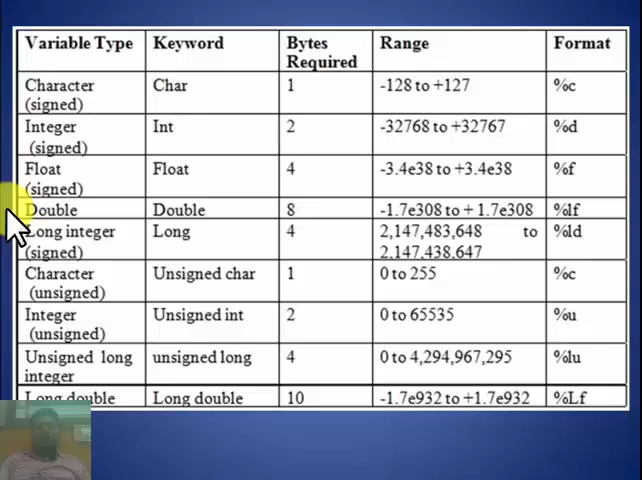 Variable Type Keyword Bytes Required Range Format
Character (signed) Char 1 -128 to +127 %c
Integer (signed) Int 2 -32768 to +32767 %d
Float (signed) Float 4 -3.4e38 to +3.4e38 %f
Double Double 8 -1.7e308 to + 1.7e308 %lf
Long integer (signed) Long 4 2,147,483,648 to 2,147,438,647 %ld
Character (unsigned) Unsigned char 1 0 to 255 %c
Integer (unsigned) Unsigned int 2 0 to 65535 %u
Unsigned long integer unsigned long 4 0 to 4,294,967,295 %lu
Long double Long double 10 -1.7e932 to +1.7e932 %Lf